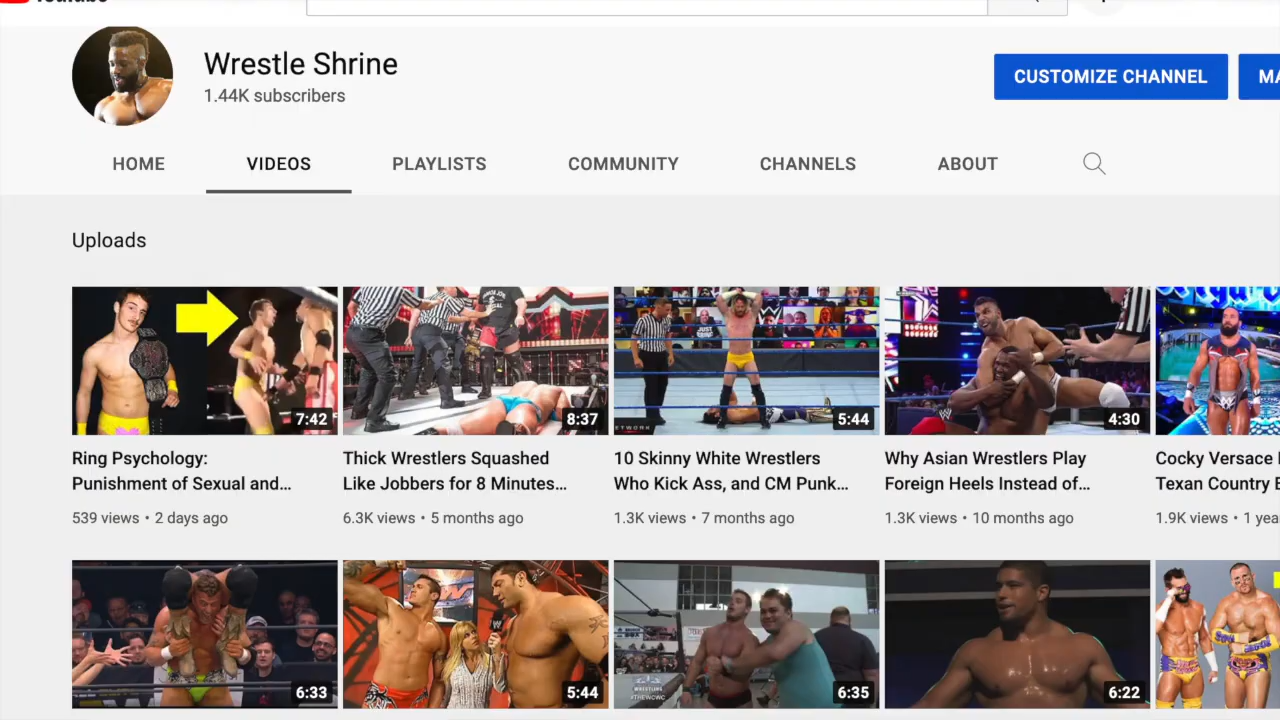 Wrestle Shrine
1.44K subscribers
CUSTOMIZE CHANNEL
MA
HOME VIDEOS PLAYLISTS COMMUNITY CHANNELS ABOUT
Uploads
7:42 8:37 5:44 4:30
Ring Psychology: Thick Wrestlers Squashed 10 Skinny White Wrestlers Why Asian Wrestlers Play Cocky Versace
Punishment of Sexual and... Like Jobbers for 8 Minutes... Who Kick Ass, and CM Punk... Foreign Heels Instead of... Texan Country
539 views • 2 days ago 6.3K views • 5 months ago 1.3K views • 7 months ago 1.3K views • 10 months ago 1.9K views • 1 yea
6:33 5:44 6:35 6:22